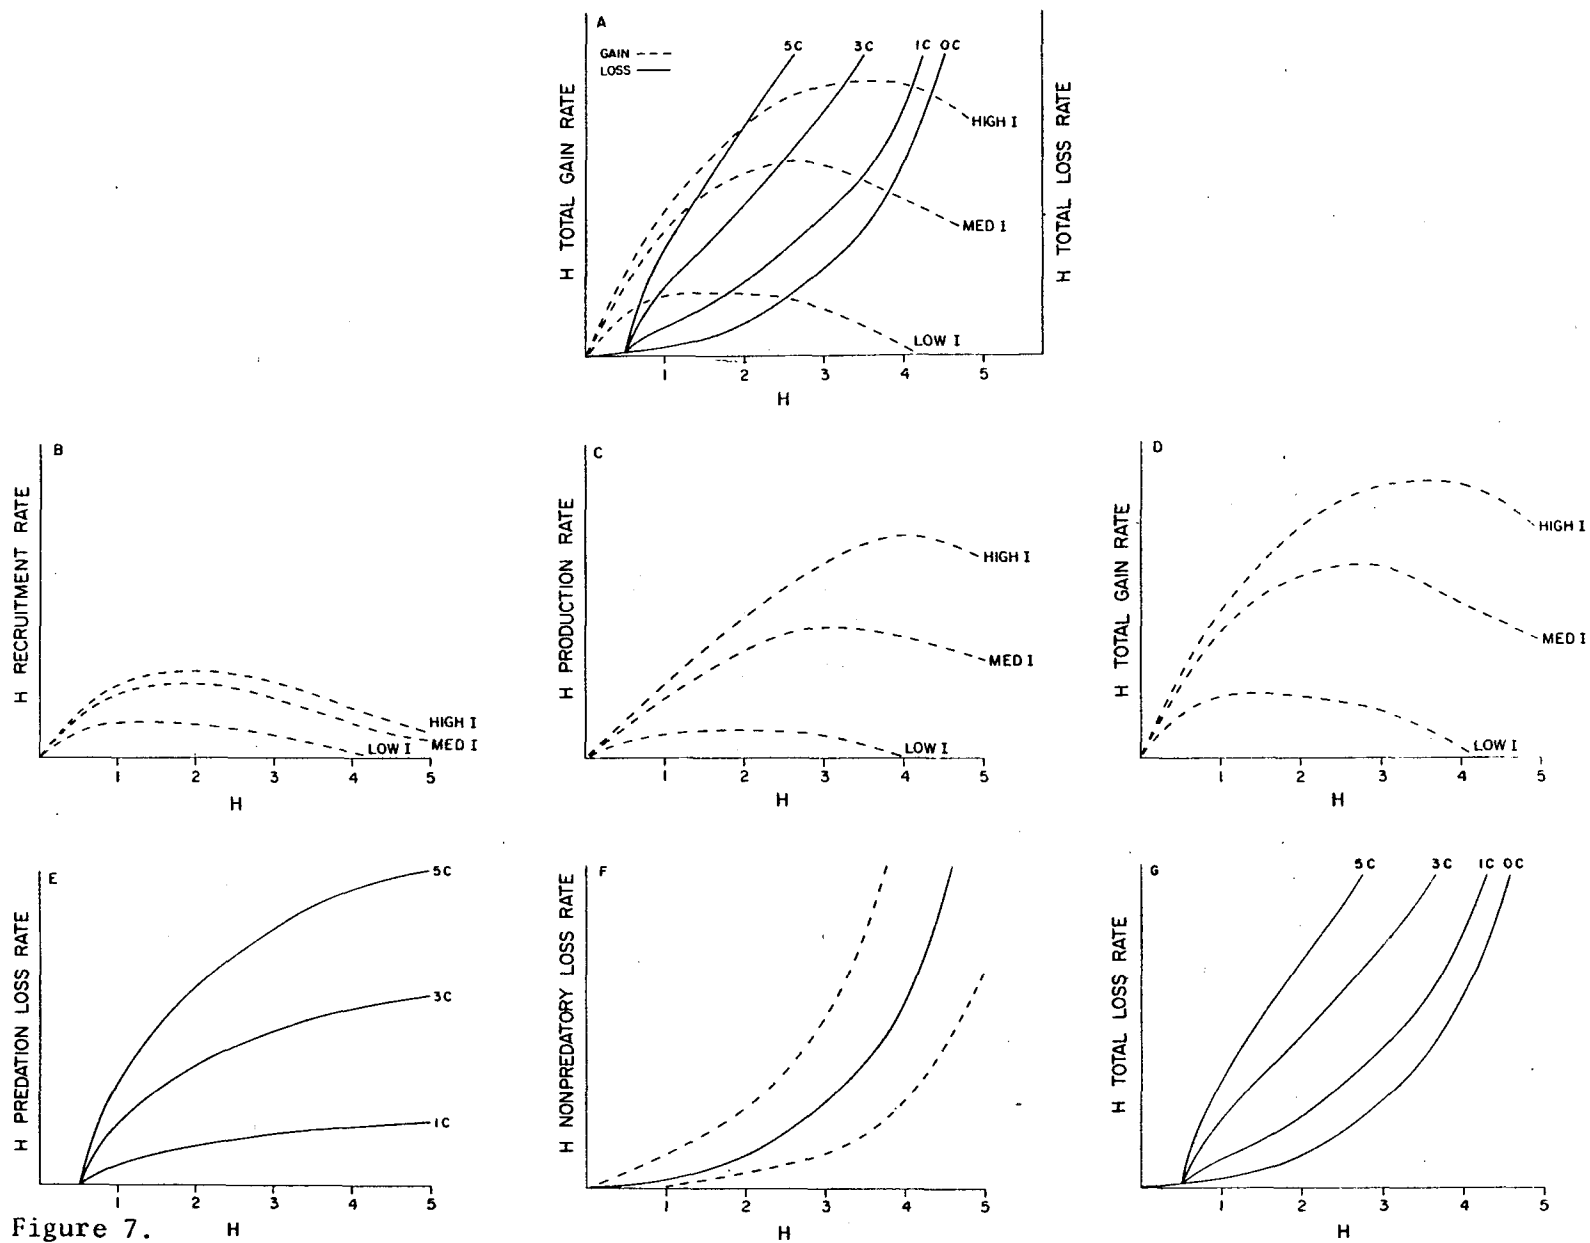 A
GAIN
LOSS
5C
3C
1C
0C
HIGH I
MED I
LOW I
H TOTAL GAIN RATE
H TOTAL LOSS RATE
1 2 3 4 5
H
B
H RECRUITMENT RATE
HIGH I
MED I
LOW I
1 2 3 4 5
H
C
H PRODUCTION RATE
HIGH I
MED I
LOW I
1 2 3 4 5
H
D
H TOTAL GAIN RATE
HIGH I
MED I
LOW I
1 2 3 4 5
H
E
H PREDATION LOSS RATE
5C
3C
1C
1 2 3 4 5
H
F
H NONPREDATORY LOSS RATE
1 2 3 4 5
H
G
H TOTAL LOSS RATE
5C
3C
1C
0C
1 2 3 4 5
H
Figure 7.